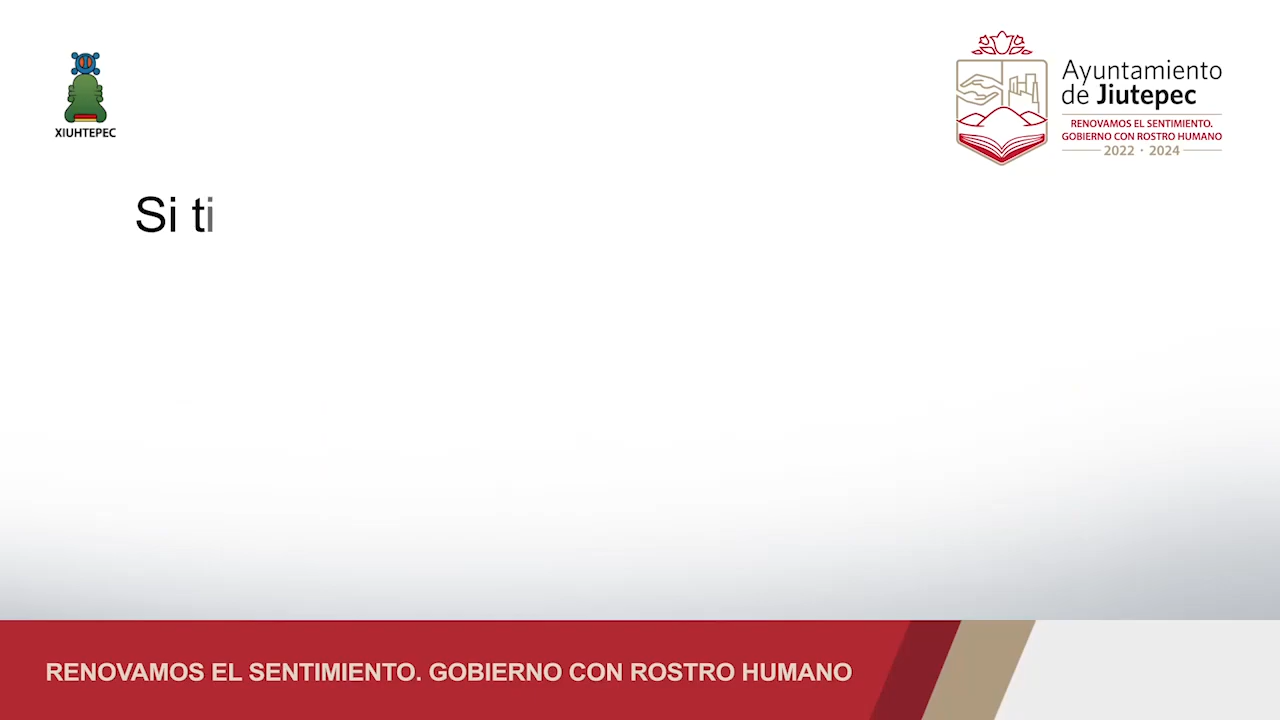 XIUHTEPEC
Ayuntamiento
de Jiutepec
RENOVAMOS EL SENTIMIENTO.
GOBIERNO CON ROSTRO HUMANO
2022 · 2024
Si ti
RENOVAMOS EL SENTIMIENTO. GOBIERNO CON ROSTRO HUMANO